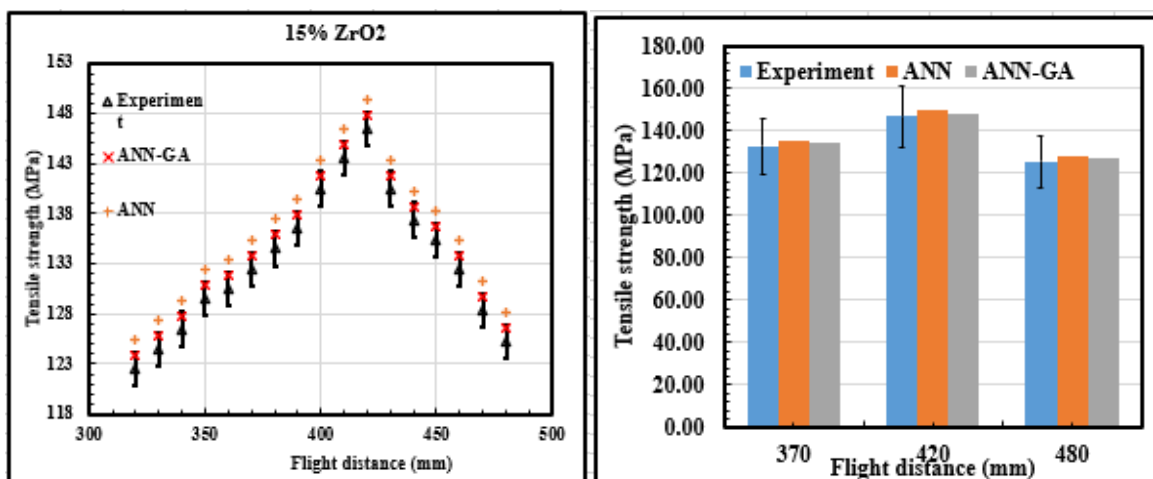 15% ZrO2
153
148
143
138
133
128
123
118
Tensile strength (MPa)
Experimen
t
ANN-GA
ANN
300
350
400
450
500
Flight distance (mm)
180.00
160.00
140.00
120.00
100.00
80.00
60.00
40.00
20.00
0.00
Tensile strength (MPa)
Experiment ANN ANN-GA
370
420
480
Flight distance (mm)